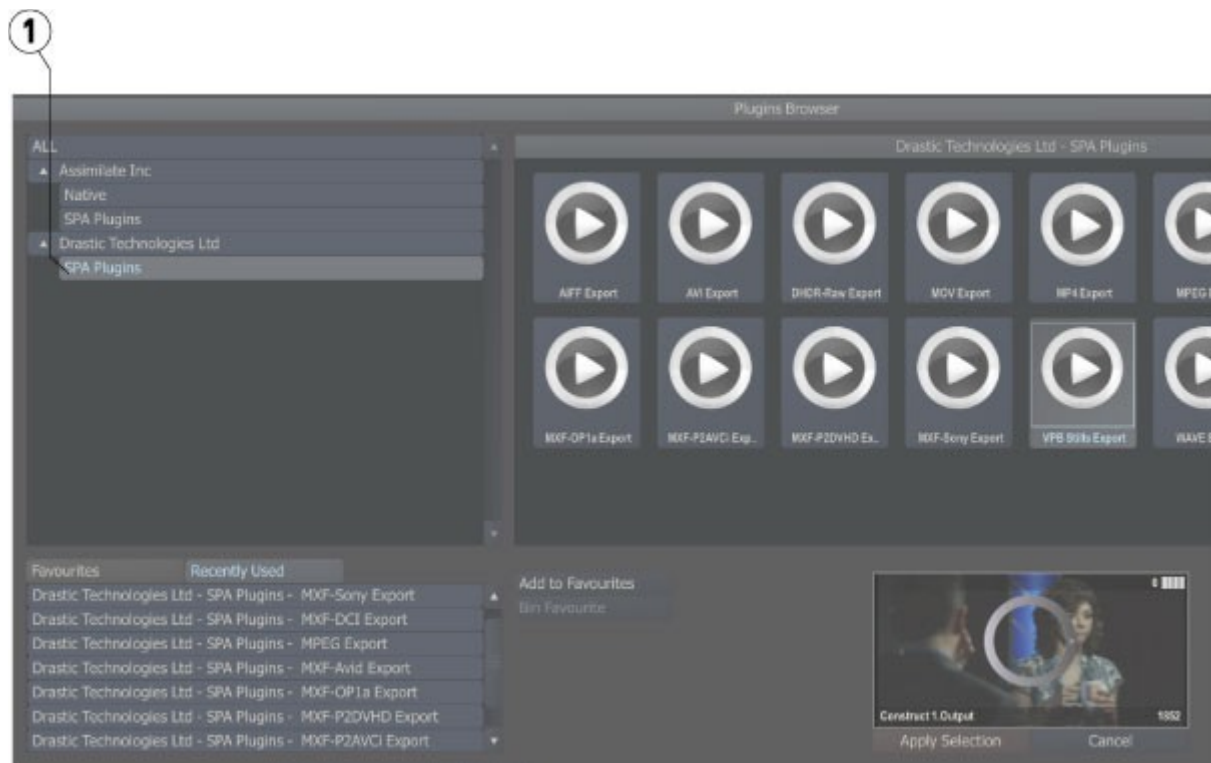 1
Plugins Browser
ALL
Assimilate Inc
Native
SPA Plugins
Drastic Technologies Ltd
SPA Plugins
Drastic Technologies Ltd - SPA Plugins
AIFF Export
AVI Export
DHDR-Raw Export
MOV Export
MP4 Export
MPEG
MXF-OP1a Export
MXF-P2AVCi Exp..
MXF-P2DVHD Ex..
MXF-Sony Export
VPB Stills Export
WAVE
Favourites
Recently Used
Drastic Technologies Ltd - SPA Plugins - MXF-Sony Export
Drastic Technologies Ltd - SPA Plugins - MXF-DCI Export
Drastic Technologies Ltd - SPA Plugins - MPEG Export
Drastic Technologies Ltd - SPA Plugins - MXF-Avid Export
Drastic Technologies Ltd - SPA Plugins - MXF-OP1a Export
Drastic Technologies Ltd - SPA Plugins - MXF-P2DVHD Export
Drastic Technologies Ltd - SPA Plugins - MXF-P2AVCi Export
Add to Favourites
Bin Favourite
Construct 1.Output
1852
Apply Selection
Cancel